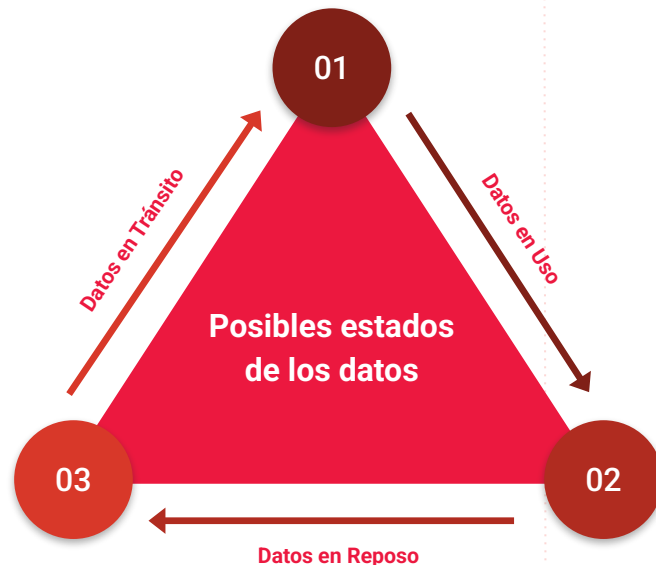 01
Datos en Tránsito
Datos en Uso
Posibles estados
de los datos
03
02
Datos en Reposo